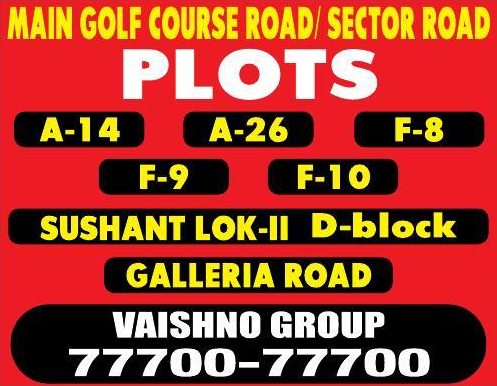 MAIN GOLF COURSE ROAD/ SECTOR ROAD
PLOTS
A-14 A-26 F-8
F-9 F-10
SUSHANT LOK-II D-block
GALLERIA ROAD
VAISHNO GROUP
77700-77700